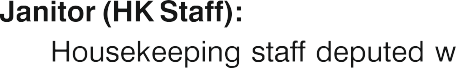 Janitor (HK Staff):
Housekeeping staff deputed w